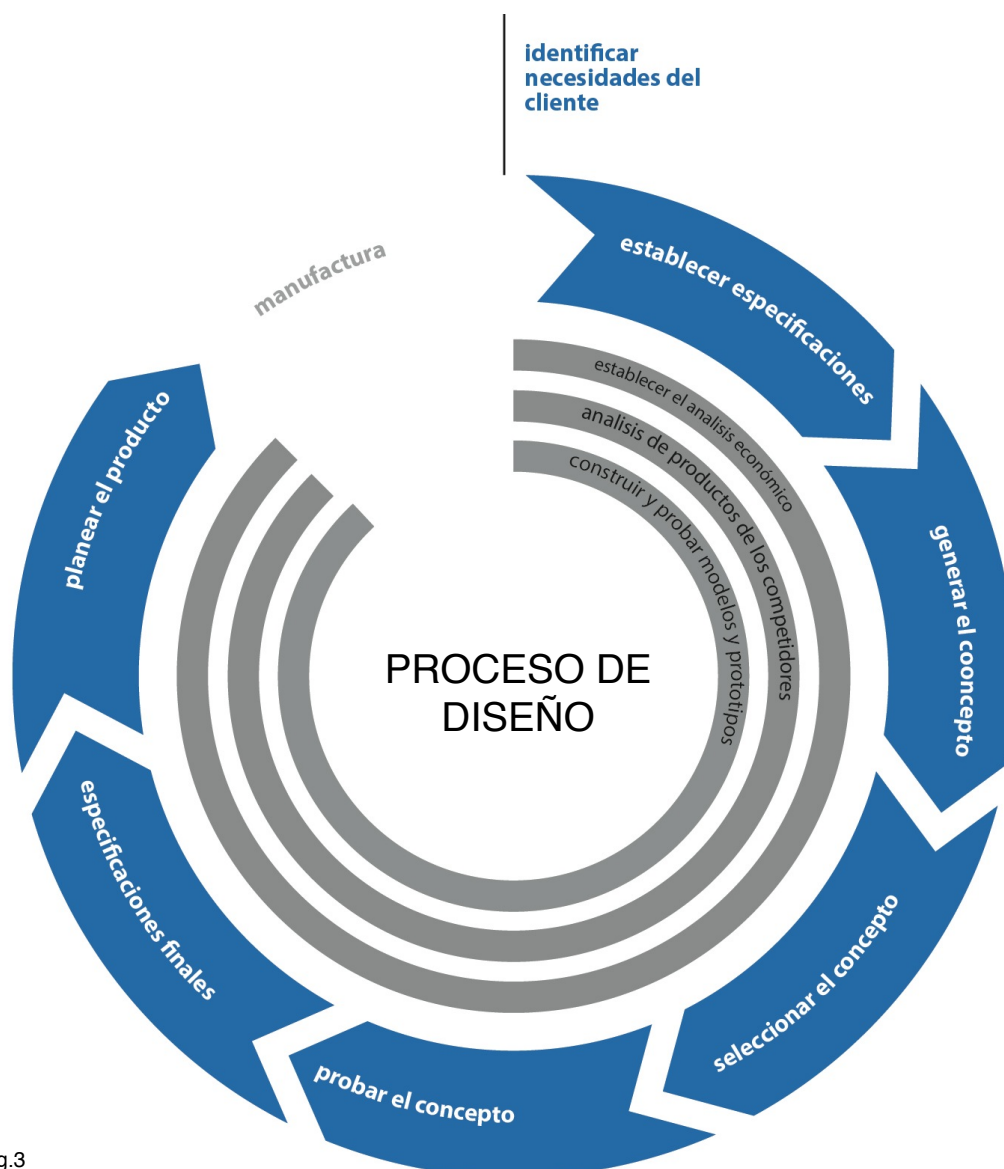 identificar
necesidades del
cliente
establecer especificaciones
generar el cooncepto
seleccionar el concepto
probar el concepto
especificaciones finales
planear el producto
manufactura
establecer el analisis económico
analisis de productos de los competidores
construir y probar modelos y prototipos
PROCESO DE
DISEÑO
g.3